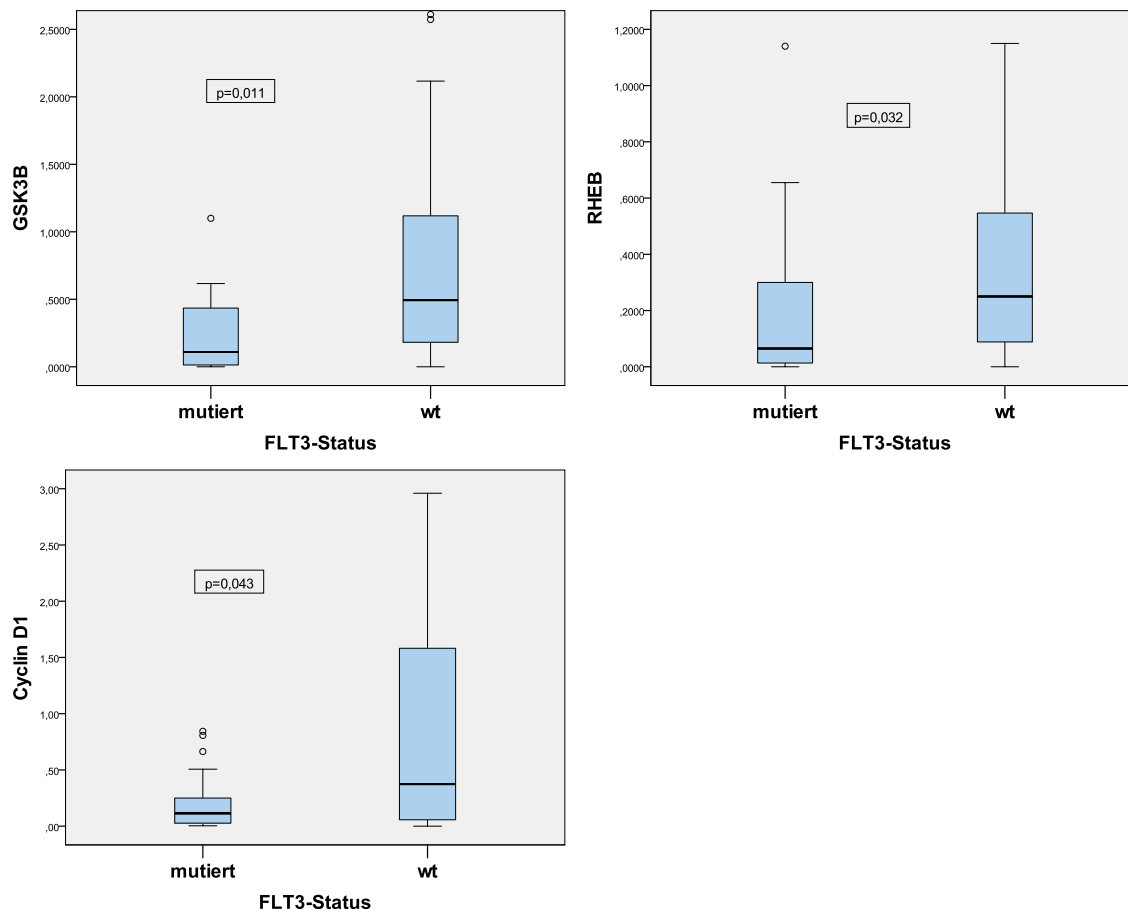 2,5000
2,0000
1,5000
1,0000
,5000
,0000
GSK3B
p=0,011
mutiert
wt
FLT3-Status
1,2000
1,0000
,8000
,6000
,4000
,2000
,0000
RHEB
p=0,032
mutiert
wt
FLT3-Status
3,00
2,50
2,00
1,50
1,00
,50
,00
Cyclin D1
p=0,043
mutiert
wt
FLT3-Status